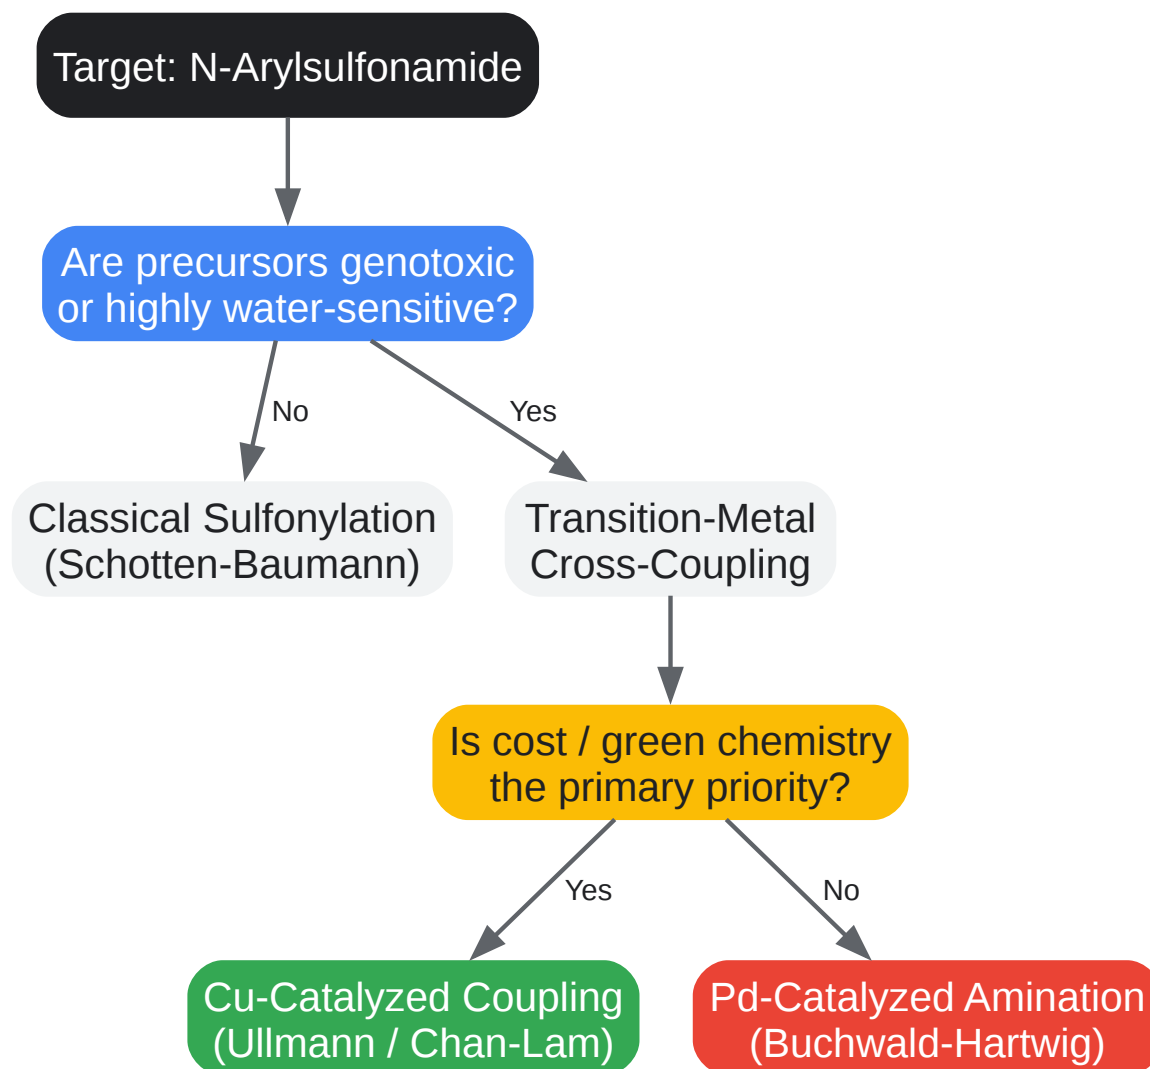 Target: N-Arylsulfonamide
Are precursors genotoxic
or highly water-sensitive?
No
Yes
Classical Sulfonylation
(Schotten-Baumann)
Transition-Metal
Cross-Coupling
Is cost / green chemistry
the primary priority?
Yes
No
Cu-Catalyzed Coupling
(Ullmann / Chan-Lam)
Pd-Catalyzed Amination
(Buchwald-Hartwig)